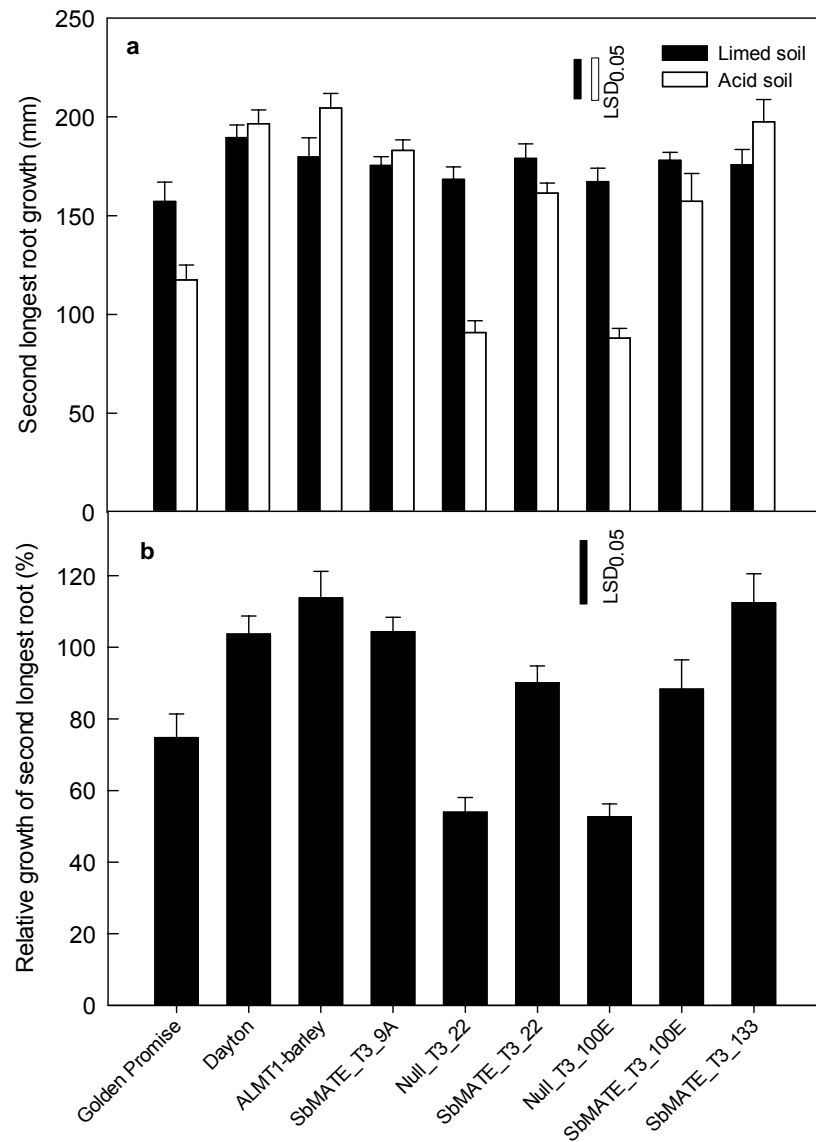 a
Limed soil
Acid soil
LSD0.05
Second longest root growth (mm)
250
200
150
100
50
0
b
LSD0.05
Relative growth of second longest root (%)
120
100
80
60
40
20
0
Golden Promise
Dayton
ALMT1-barley
SbMATE_T3_9A
Null_T3_22
SbMATE_T3_22
Null_T3_100E
SbMATE_T3_100E
SbMATE_T3_133